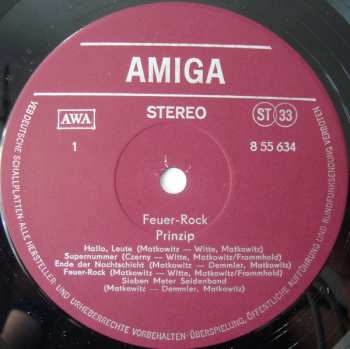 AMIGA
AWA
STEREO
ST 33
1
8 55 634
Feuer-Rock
Prinzip
Hallo, Leute (Matkowitz — Witte, Matkowitz)
Supernummer (Czerny — Witte, Matkowitz/Frommhold)
Ende der Nachtschicht (Matkowitz — Demmler, Matkowitz)
Feuer-Rock (Matkowitz — Witte, Matkowitz/Frommhold)
Sieben Meter Seidenband
(Matkowitz — Demmler, Matkowitz)
VEB DEUTSCHE SCHALLPLATTEN · ALLE HERSTELLER- UND URHEBERRECHTE VORBEHALTEN · ÜBERSPIELUNG, ÖFFENTLICHE AUFFÜHRUNG UND RUNDFUNKSENDUNG VERBOTEN